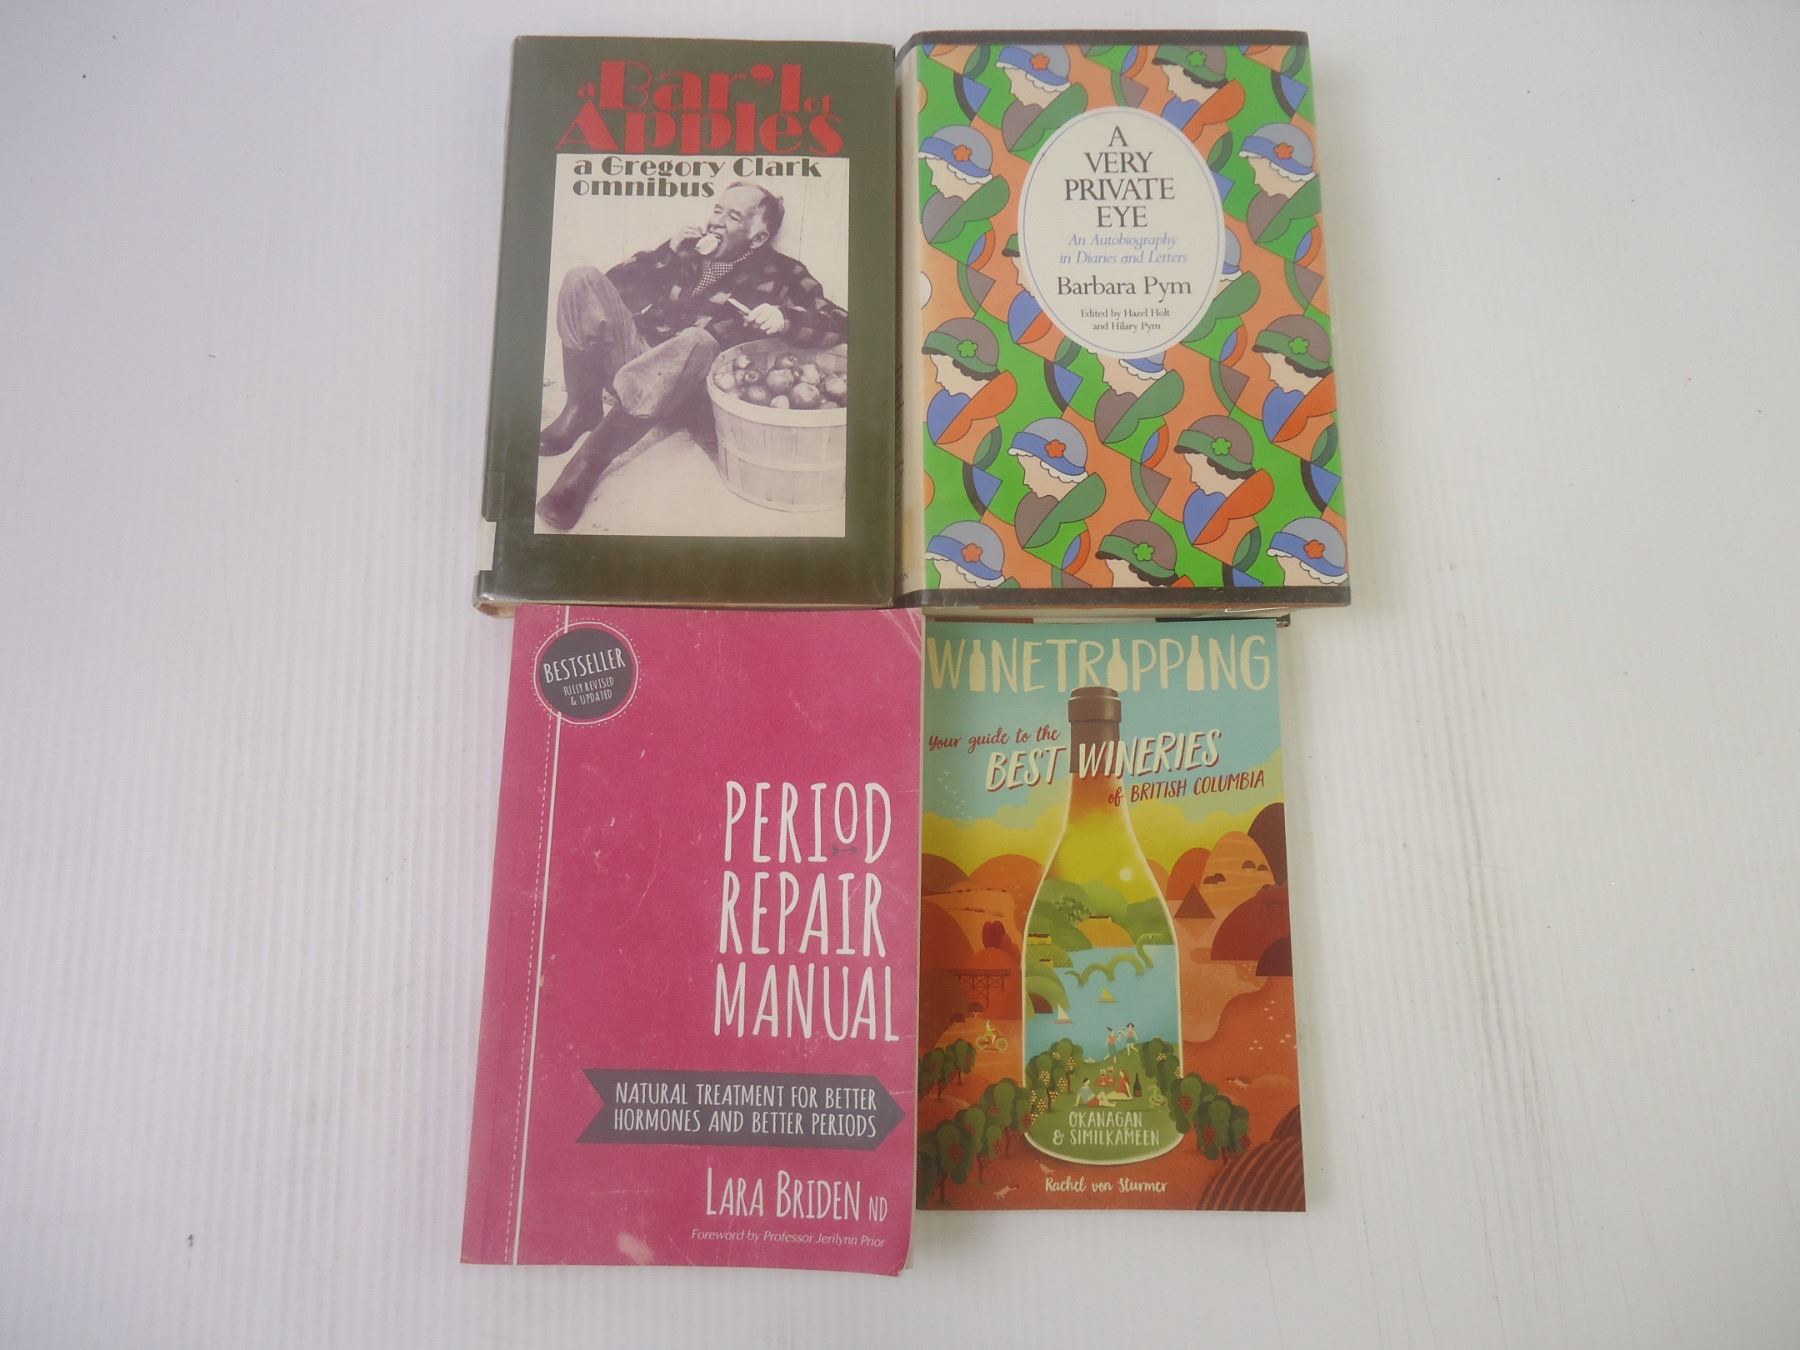 a Bar'l of
Apples
a Gregory Clark
omnibus
A
VERY
PRIVATE
EYE
An Autobiography
in Diaries and Letters
Barbara Pym
Edited by Hazel Holt
and Hilary Pym
BESTSELLER
FULLY REVISED
& UPDATED
PERIOD
REPAIR
MANUAL
NATURAL TREATMENT FOR BETTER
HORMONES AND BETTER PERIODS
LARA BRIDEN ND
Foreword by Professor Jerilynn Prior
WINETRIPPING
Your guide to the
BEST WINERIES
of BRITISH COLUMBIA
OKANAGAN
& SIMILKAMEEN
Rachel von Sturmer